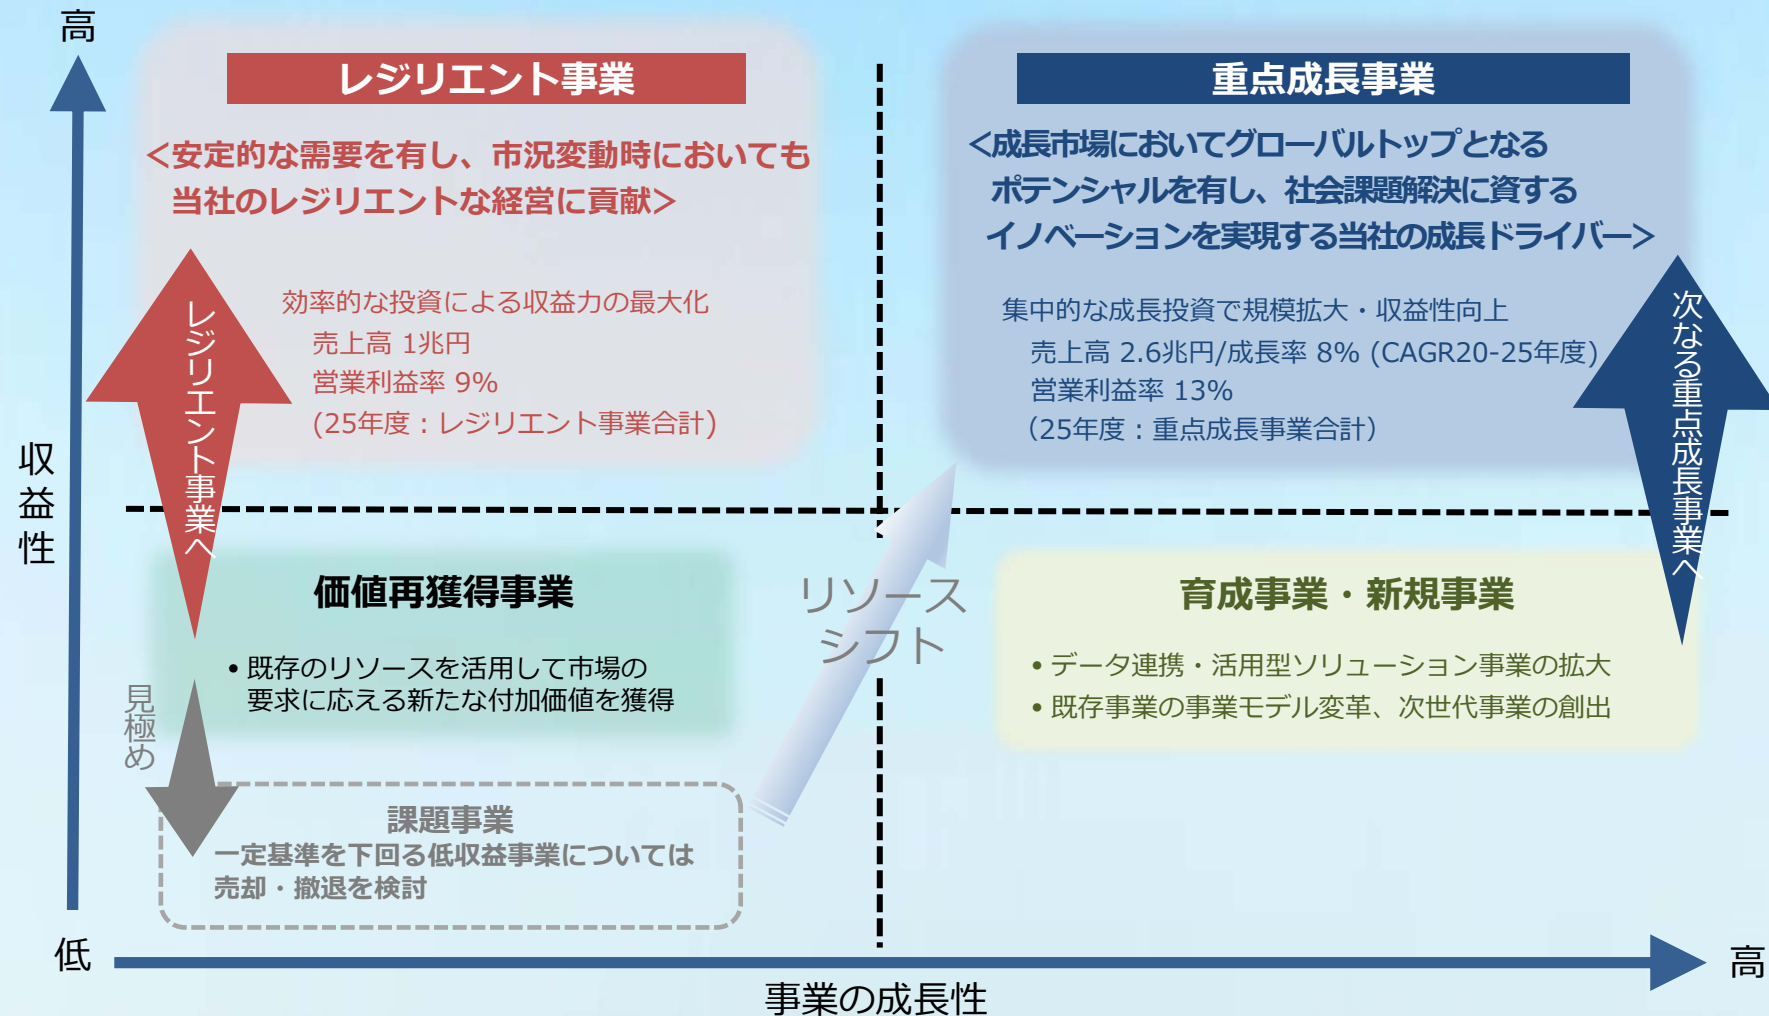 高
収益性
低
レジリエント事業
<安定的な需要を有し、市況変動時においても
当社のレジリエントな経営に貢献>
効率的な投資による収益力の最大化
売上高 1兆円
営業利益率 9%
(25年度：レジリエント事業合計)
レジリエント事業へ
重点成長事業
<成長市場においてグローバルトップとなる
ポテンシャルを有し、社会課題解決に資する
イノベーションを実現する当社の成長ドライバー>
集中的な成長投資で規模拡大・収益性向上
売上高 2.6兆円/成長率 8% (CAGR20-25年度)
営業利益率 13%
（25年度：重点成長事業合計）
次なる重点成長事業へ
価値再獲得事業
• 既存のリソースを活用して市場の
要求に応える新たな付加価値を獲得
見極め
課題事業
一定基準を下回る低収益事業については
売却・撤退を検討
リソース
シフト
育成事業・新規事業
• データ連携・活用型ソリューション事業の拡大
• 既存事業の事業モデル変革、次世代事業の創出
高
事業の成長性